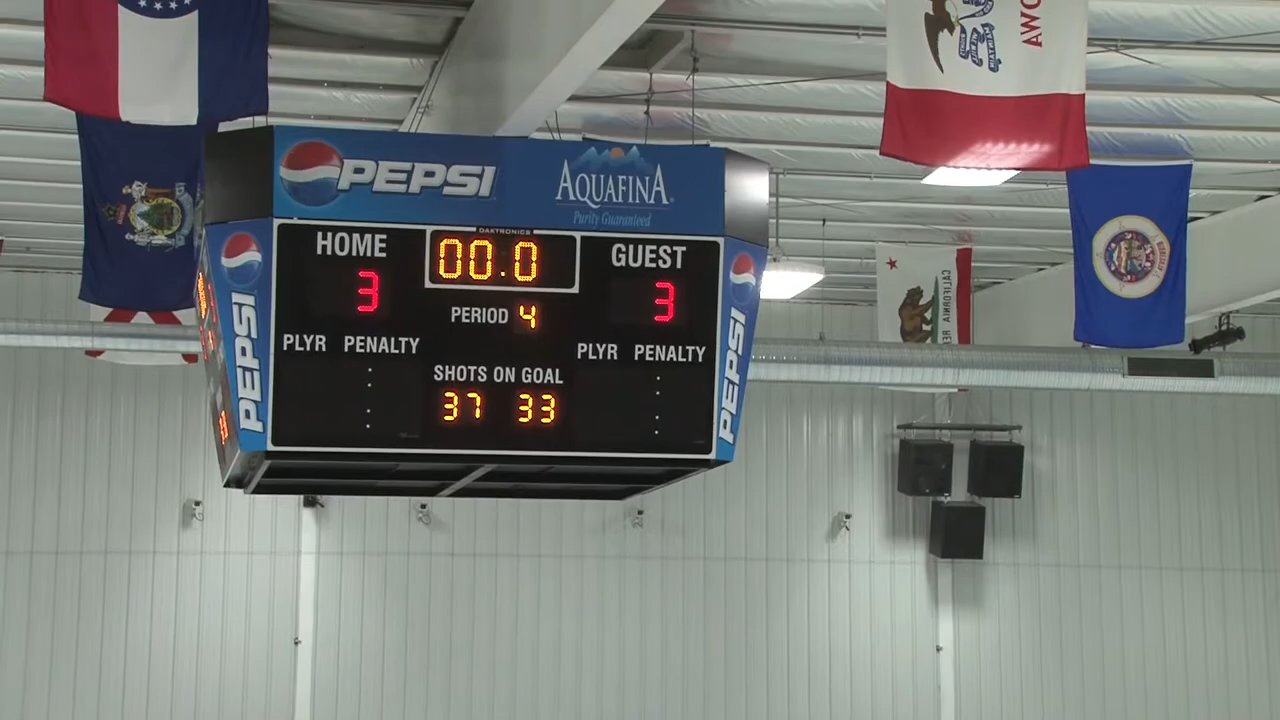 PEPSI
AQUAFINA
Purity Guaranteed
DAKTRONICS
HOME 00.0 GUEST
3 3
PERIOD 4
PLYR PENALTY PLYR PENALTY
SHOTS ON GOAL
37 33
PEPSI
PEPSI
IOWA
CALIFORNIA